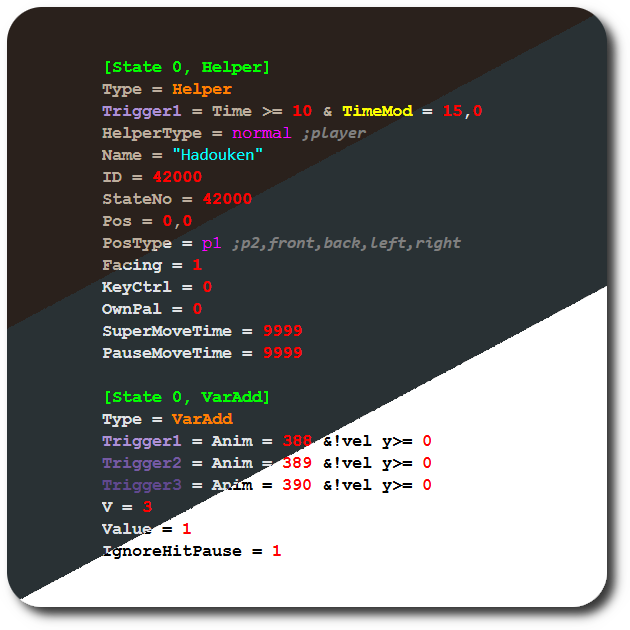 [State 0, Helper]
Type = Helper
Trigger1 = Time >= 10 & TimeMod = 15,0
HelperType = normal ;player
Name = "Hadouken"
ID = 42000
StateNo = 42000
Pos = 0,0
PosType = p1 ;p2,front,back,left,right
Facing = 1
KeyCtrl = 0
OwnPal = 0
SuperMoveTime = 9999
PauseMoveTime = 9999
[State 0, VarAdd]
Type = VarAdd
Trigger1 = Anim = 388 &!vel y>= 0
Trigger2 = Anim = 389 &!vel y>= 0
Trigger3 = Anim = 390 &!vel y>= 0
V = 3
Value = 1
IgnoreHitPause = 1